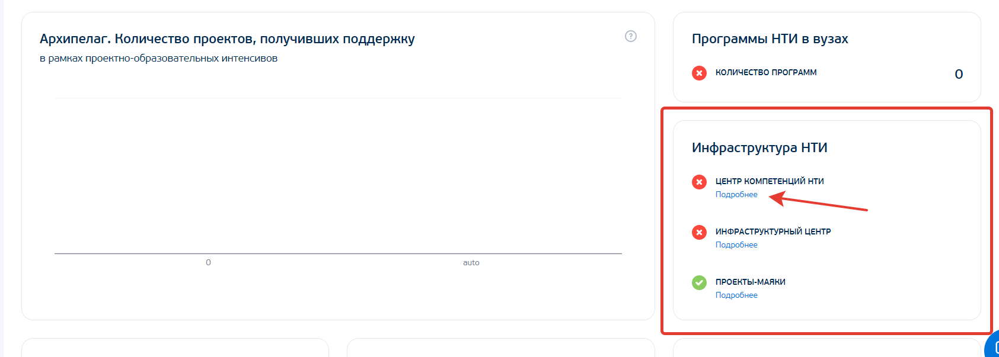 Архипелаг. Количество проектов, получивших поддержку
?
в рамках проектно-образовательных интенсивов
0
auto
Программы НТИ в вузах
КОЛИЧЕСТВО ПРОГРАММ
0
Инфраструктура НТИ
ЦЕНТР КОМПЕТЕНЦИЙ НТИ
Подробнее
ИНФРАСТРУКТУРНЫЙ ЦЕНТР
Подробнее
ПРОЕКТЫ-МАЯКИ
Подробнее